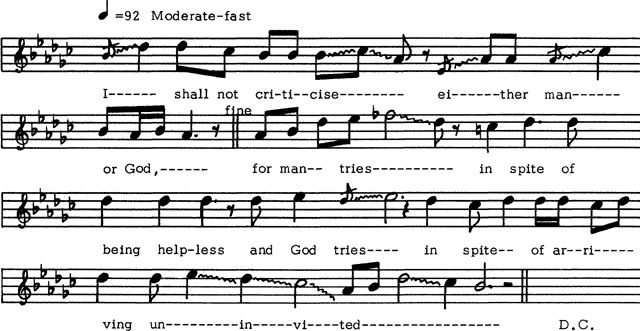 =92 Moderate-fast
I------ shall not cri-ti--cise-------- ei------ther man------
fine
or God,------ for man-- tries----------- in spite of
being help-less and God tries---- in spite-- of ar--ri-----
ving un----------in-----vi----ted------------------ D.C.